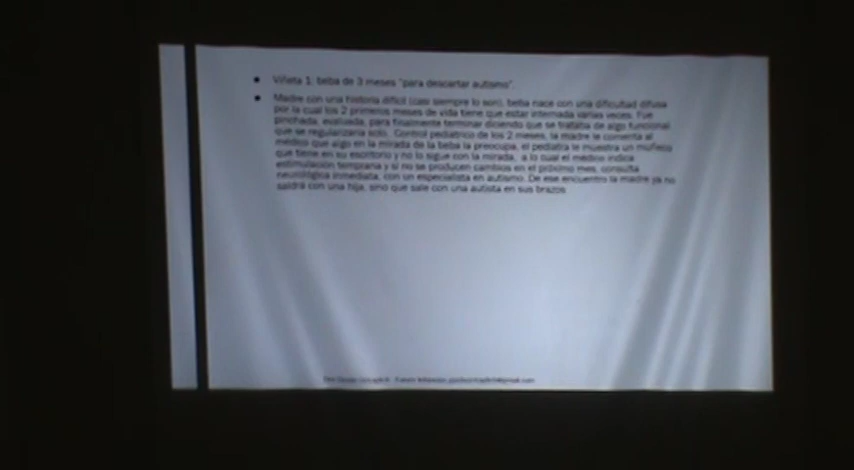 • Viñeta 1: beba de 3 meses "para descartar autismo".
• Madre con una historia difícil (casi siempre lo son), beba nace con una dificultad difusa
por la cual los 2 primeros meses de vida tiene que estar internada varias veces. Fue
pinchada, evaluada, para finalmente terminar diciendo que se trataba de algo funcional
que se regularizaría solo. Control pediátrico de los 2 meses, la madre le comenta al
médico que algo en la mirada de la beba la preocupa, el pediatra le muestra un muñeco
que tiene en su escritorio y no lo sigue con la mirada, a lo cual el médico indica
estimulación temprana y si no se producen cambios en el próximo mes, consulta
neurológica inmediata, con un especialista en autismo. De ese encuentro la madre ya no
saldrá con una hija, sino que sale con una autista en sus brazos